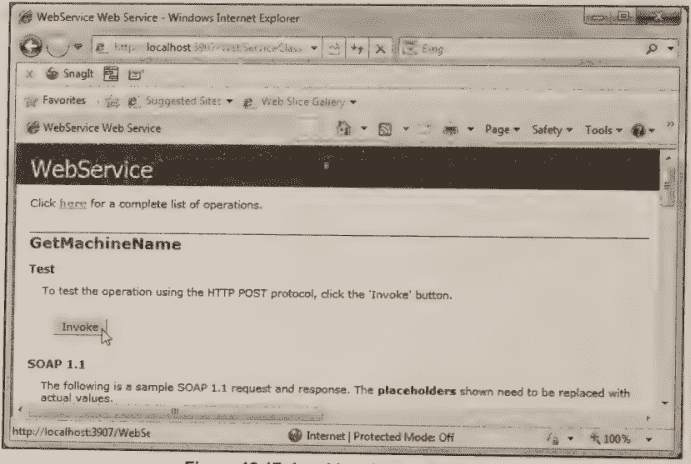 WebService Web Service - Windows Internet Explorer
localhost
Bing
x SnagIt
Favorites Suggested Sites Web Slice Gallery
WebService Web Service Page Safety Tools »
WebService
Click here for a complete list of operations.
GetMachineName
Test
To test the operation using the HTTP POST protocol, click the 'Invoke' button.
Invoke
SOAP 1.1
The following is a sample SOAP 1.1 request and response. The placeholders shown need to be replaced with
actual values.
http://localhost:3907/WebSe Internet | Protected Mode: Off 100%